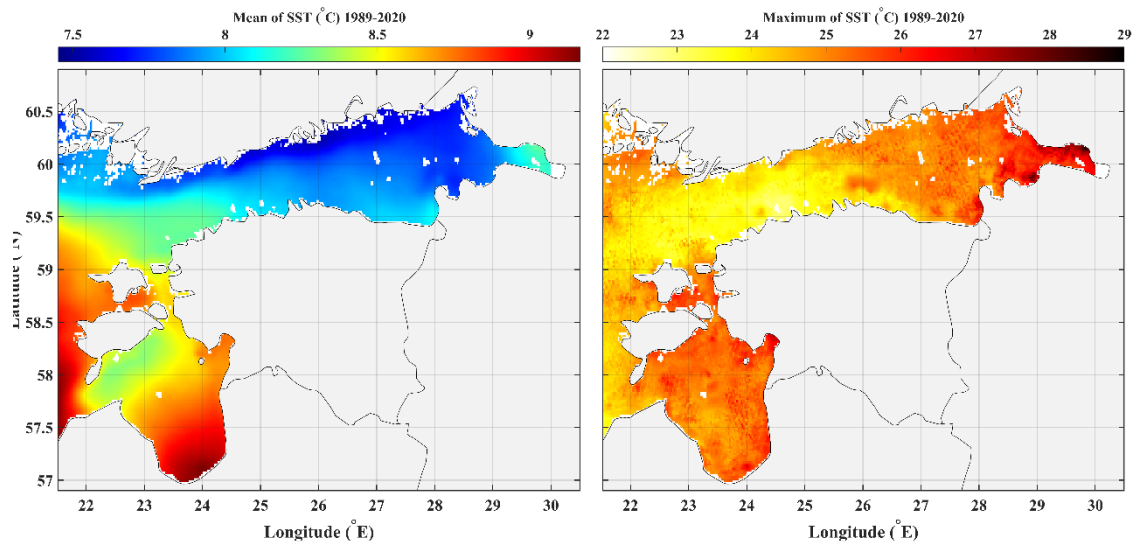 Mean of SST (°C) 1989-2020
7.5 8 8.5 9
60.5
60
59.5
59
58.5
58
57.5
57
22 23 24 25 26 27 28 29 30
Longitude (°E)
Maximum of SST (°C) 1989-2020
22 23 24 25 26 27 28 29
22 23 24 25 26 27 28 29 30
Longitude (°E)